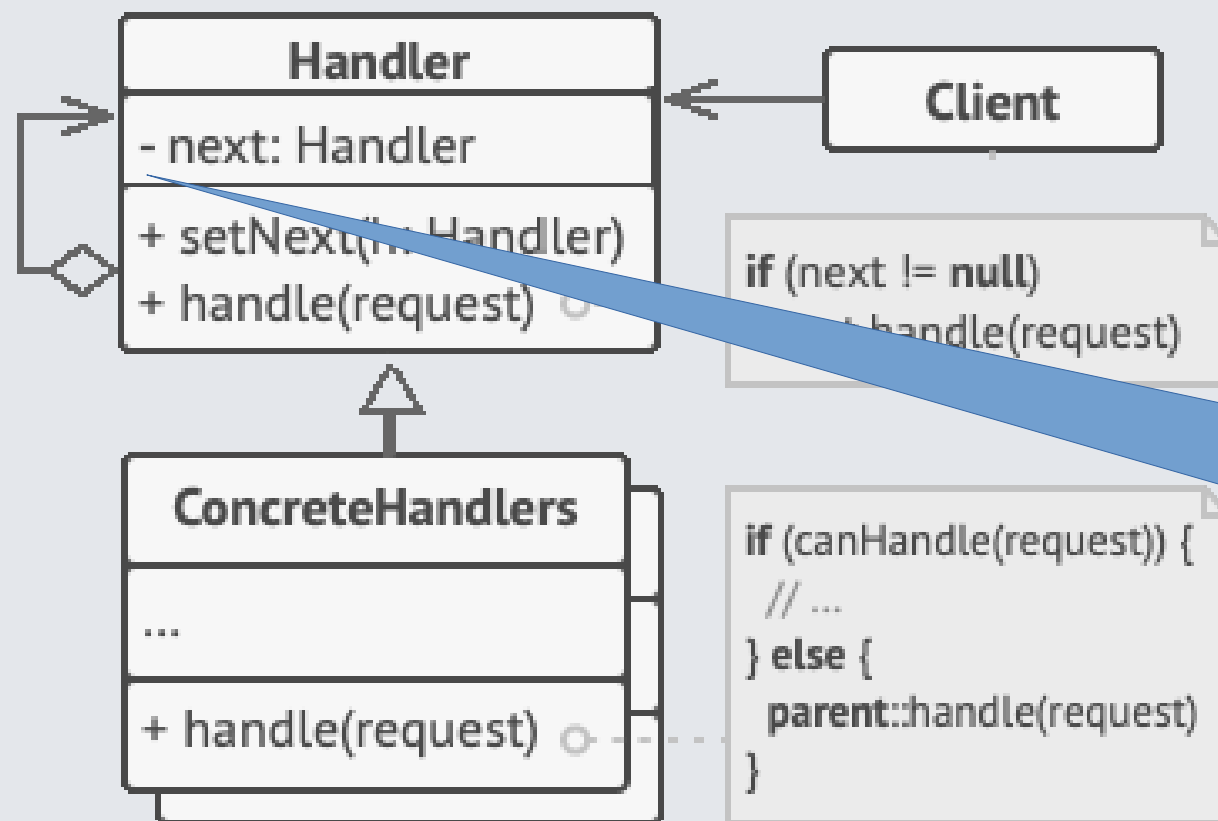 Handler
- next: Handler
+ setNext(h: Handler)
+ handle(request)
Client
if (next != null)
handle(request)
ConcreteHandlers
...
+ handle(request)
if (canHandle(request)) {
// ...
} else {
parent::handle(request)
}